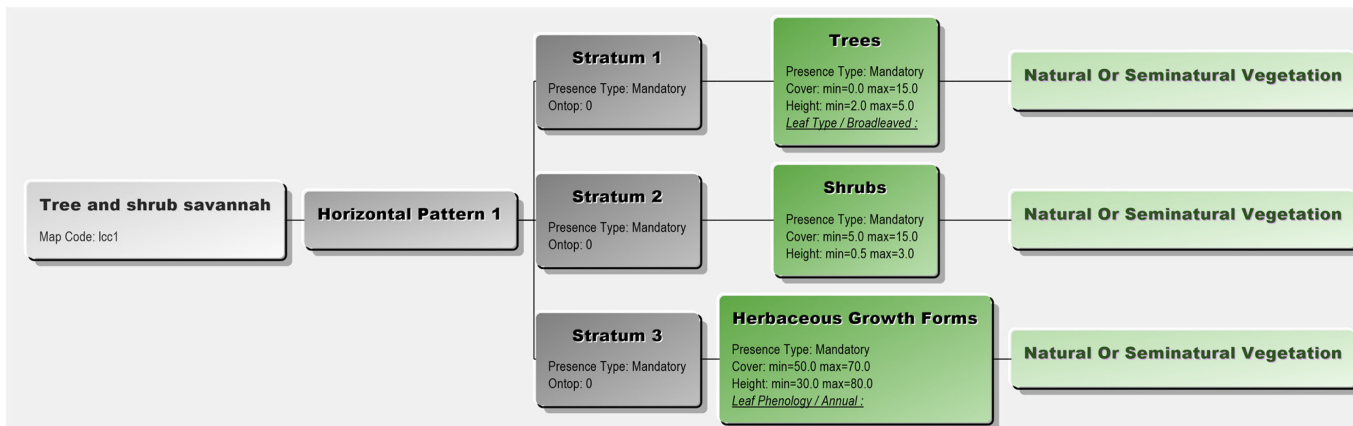 Tree and shrub savannah
Map Code: lcc1
Horizontal Pattern 1
Stratum 1
Presence Type: Mandatory
Ontop: 0
Trees
Presence Type: Mandatory
Cover: min=0.0 max=15.0
Height: min=2.0 max=5.0
Leaf Type / Broadleaved :
Natural Or Seminatural Vegetation
Stratum 2
Presence Type: Mandatory
Ontop: 0
Shrubs
Presence Type: Mandatory
Cover: min=5.0 max=15.0
Height: min=0.5 max=3.0
Natural Or Seminatural Vegetation
Stratum 3
Presence Type: Mandatory
Ontop: 0
Herbaceous Growth Forms
Presence Type: Mandatory
Cover: min=50.0 max=70.0
Height: min=30.0 max=80.0
Leaf Phenology / Annual :
Natural Or Seminatural Vegetation